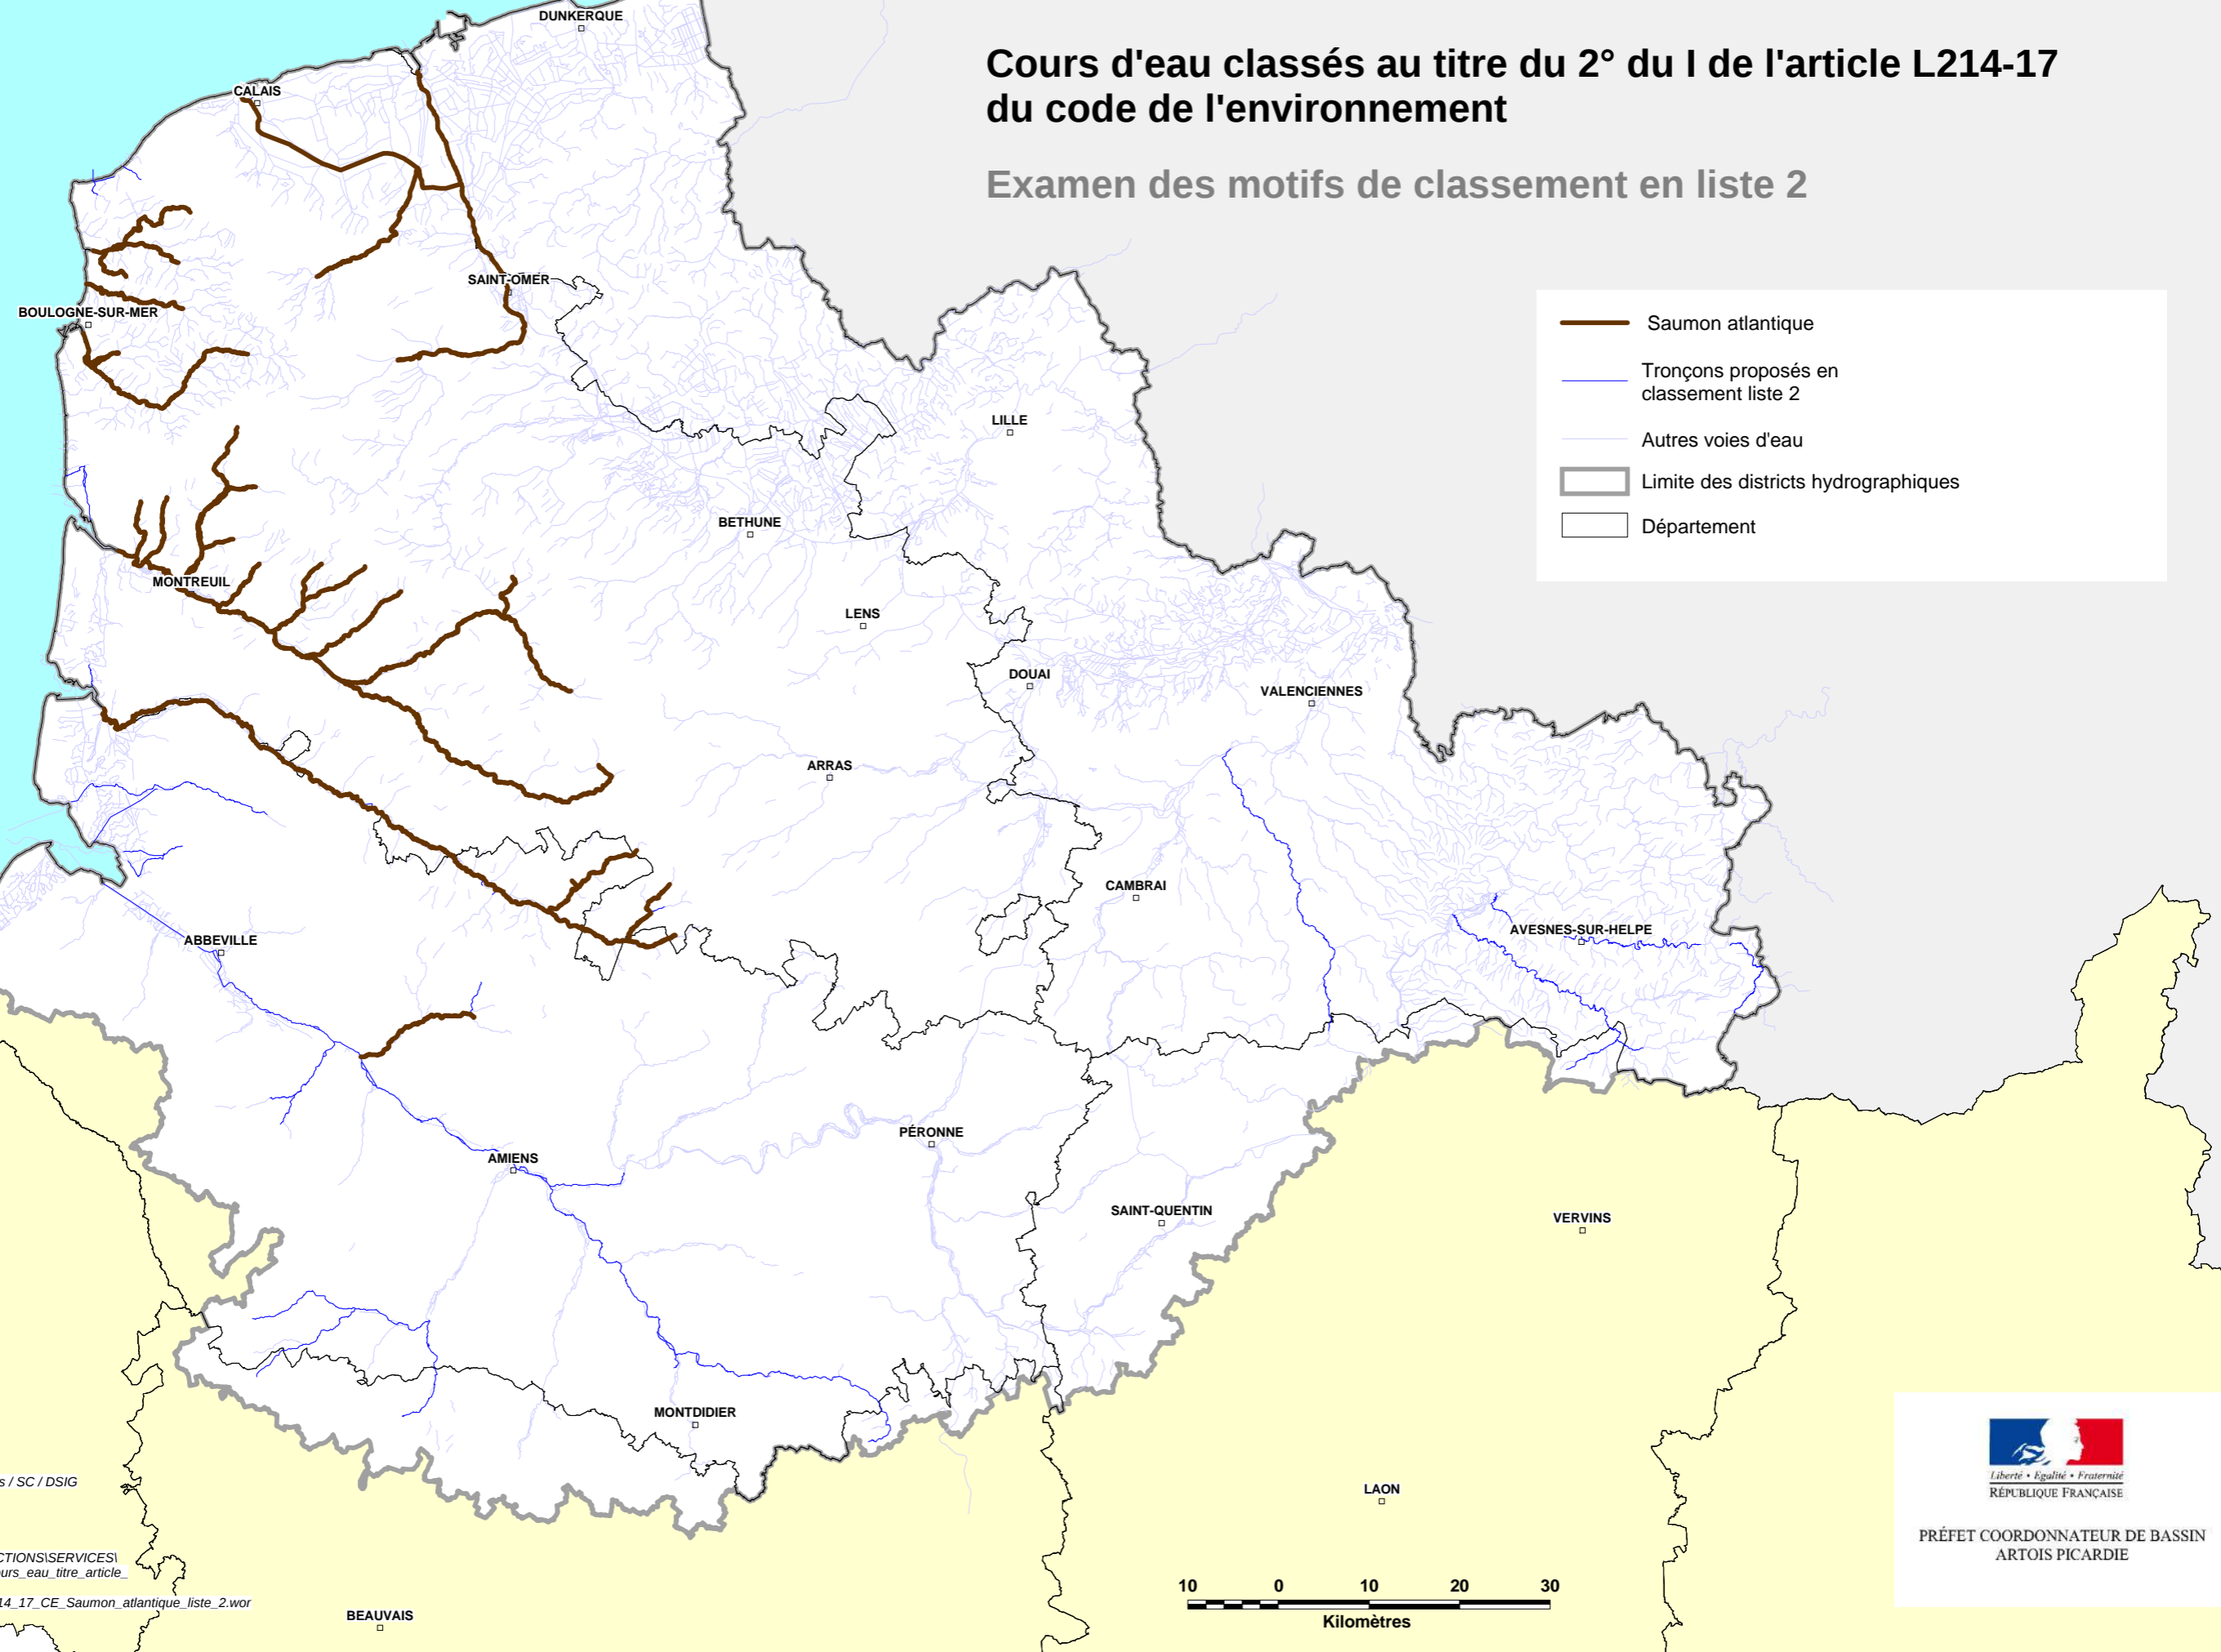 Cours d'eau classés au titre du 2° du I de l'article L214-17
du code de l'environnement
Examen des motifs de classement en liste 2
Saumon atlantique
Tronçons proposés en
classement liste 2
Autres voies d'eau
Limite des districts hydrographiques
Département
DUNKERQUE
CALAIS
SAINT-OMER
BOULOGNE-SUR-MER
LILLE
BETHUNE
MONTREUIL
LENS
DOUAI
VALENCIENNES
ARRAS
CAMBRAI
AVESNES-SUR-HELPE
ABBEVILLE
PÉRONNE
AMIENS
SAINT-QUENTIN
VERVINS
MONTDIDIER
LAON
BEAUVAIS
s / SC / DSIG
CTIONS\SERVICES\
urs_eau_titre_article_
14_17_CE_Saumon_atlantique_liste_2.wor
10 0 10 20 30
Kilomètres
Liberté • Egalité • Fraternité
RÉPUBLIQUE FRANÇAISE
PRÉFET COORDONNATEUR DE BASSIN
ARTOIS PICARDIE